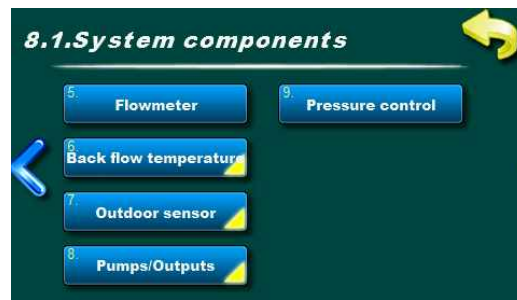 8.1.System components
5. Flowmeter
6. Back flow temperature
7. Outdoor sensor
8. Pumps/Outputs
9. Pressure control